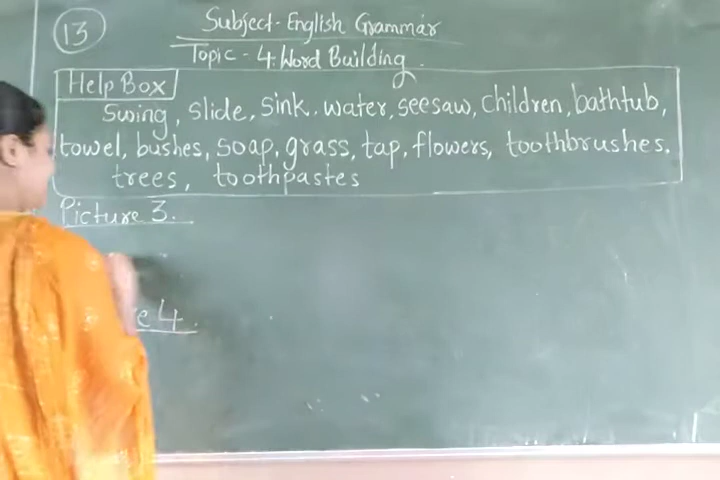 13
Subject - English Grammar
Topic - 4. Word Building.
Help Box
Swing, slide, sink, water, seesaw, children, bathtub,
towel, bushes, soap, grass, tap, flowers, toothbrushes.
trees, toothpastes
Picture 3.
4.